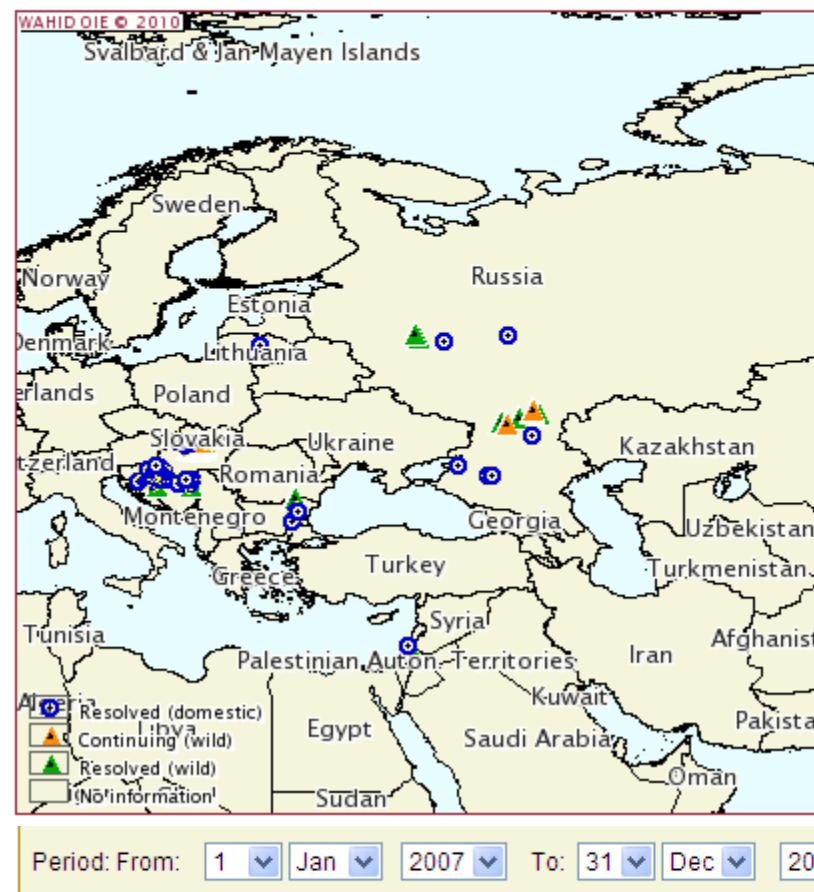 WAHID OIE © 2010
Svalbard & Jan Mayen Islands
Sweden
Norway
Russia
Estonia
Denmark
Lithuania
erlands
Poland
Slovakia
Ukraine
Kazakhstan
tzerland
Romania
Montenegro
Georgia
Uzbekistan
Greece
Turkey
Turkmenistan
Tunisia
Syria
Afghanist
Palestinian Auton. Territories
Iran
Kuwait
Algeria
Resolved (domestic)
Libya
Egypt
Saudi Arabia
Pakista
Continuing (wild)
Resolved (wild)
Oman
No information
Sudan
Period: From: 1 Jan 2007 To: 31 Dec 20